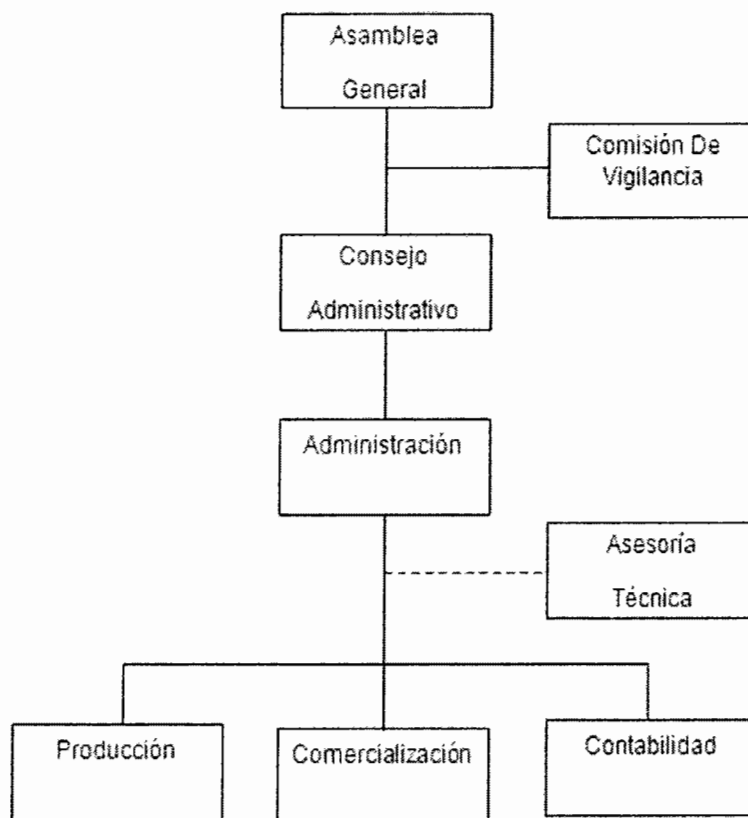 Asamblea
General
Comisión De
Vigilancia
Consejo
Administrativo
Administración
Asesoría
Técnica
Producción
Comercialización
Contabilidad